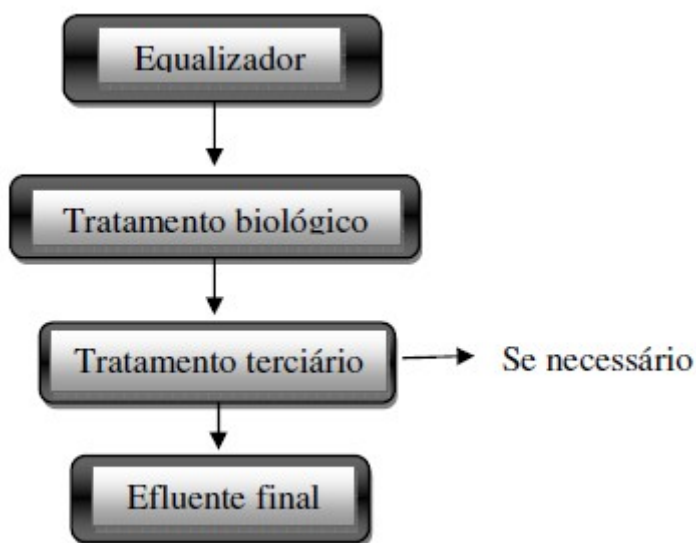 Equalizador
Tratamento biológico
Tratamento terciário
Se necessário
Efluente final